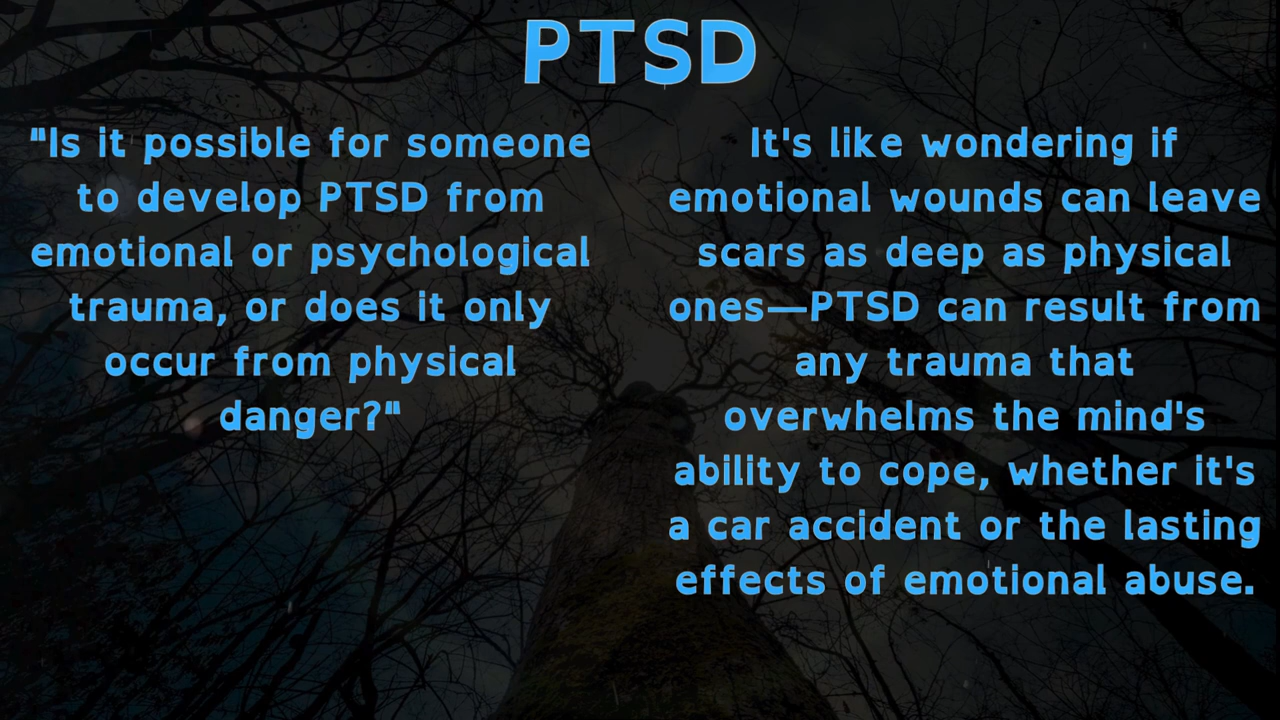 PTSD
"Is it possible for someone
to develop PTSD from
emotional or psychological
trauma, or does it only
occur from physical
danger?"
It's like wondering if
emotional wounds can leave
scars as deep as physical
ones—PTSD can result from
any trauma that
overwhelms the mind's
ability to cope, whether it's
a car accident or the lasting
effects of emotional abuse.